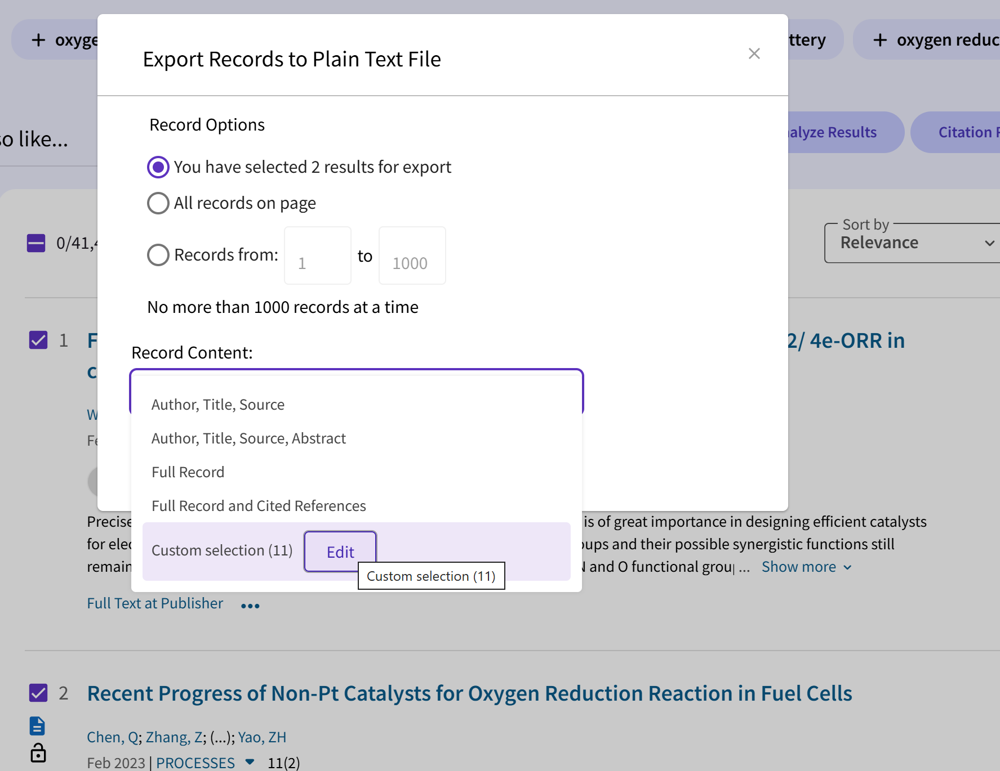 + oxyge
ttery
+ oxygen reduc
Export Records to Plain Text File
so like...
alyze Results
Citation
Record Options
You have selected 2 results for export
All records on page
Records from: 1 to 1000
No more than 1000 records at a time
0/41,4
Sort by
Relevance
1
2/ 4e-ORR in
Record Content:
Author, Title, Source
Author, Title, Source, Abstract
Full Record
Full Record and Cited References
Custom selection (11) Edit
Custom selection (11)
Precise
is of great importance in designing efficient catalysts
for elec
oups and their possible synergistic functions still
remain
N and O functional grou ... Show more
Full Text at Publisher
2 Recent Progress of Non-Pt Catalysts for Oxygen Reduction Reaction in Fuel Cells
Chen, Q; Zhang, Z; (...); Yao, ZH
Feb 2023 | PROCESSES 11(2)